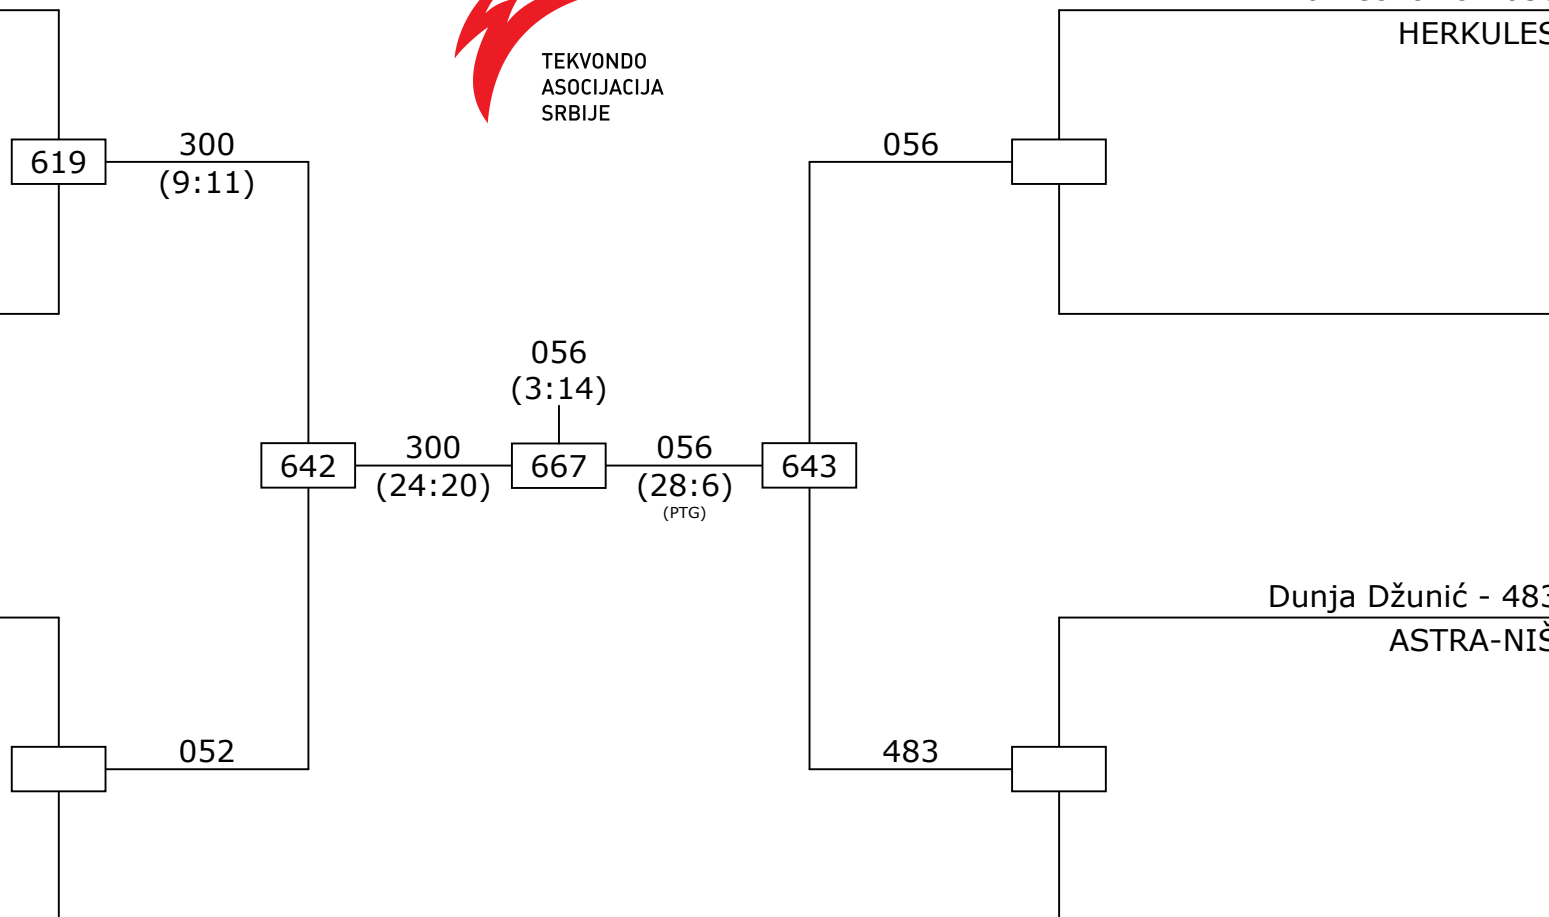 HERKULES
TEKVONDO
ASOCIJACIJA
SRBIJE
619
300
(9:11)
056
056
(3:14)
642
300
(24:20)
667
056
(28:6)
(PTG)
643
Dunja Džunić - 483
ASTRA-NIŠ
052
483